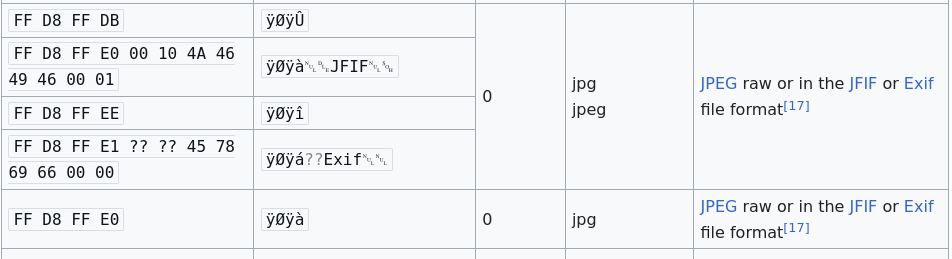 FF D8 FF DB
ÿØÿÛ
FF D8 FF E0 00 10 4A 46
49 46 00 01
ÿØÿà␀␐JFIF␀␁
FF D8 FF EE
ÿØÿî
FF D8 FF E1 ?? ?? 45 78
69 66 00 00
ÿØÿá??Exif␀␀
0
jpg
jpeg
JPEG raw or in the JFIF or Exif
file format[17]
FF D8 FF E0
ÿØÿà
0
jpg
JPEG raw or in the JFIF or Exif
file format[17]